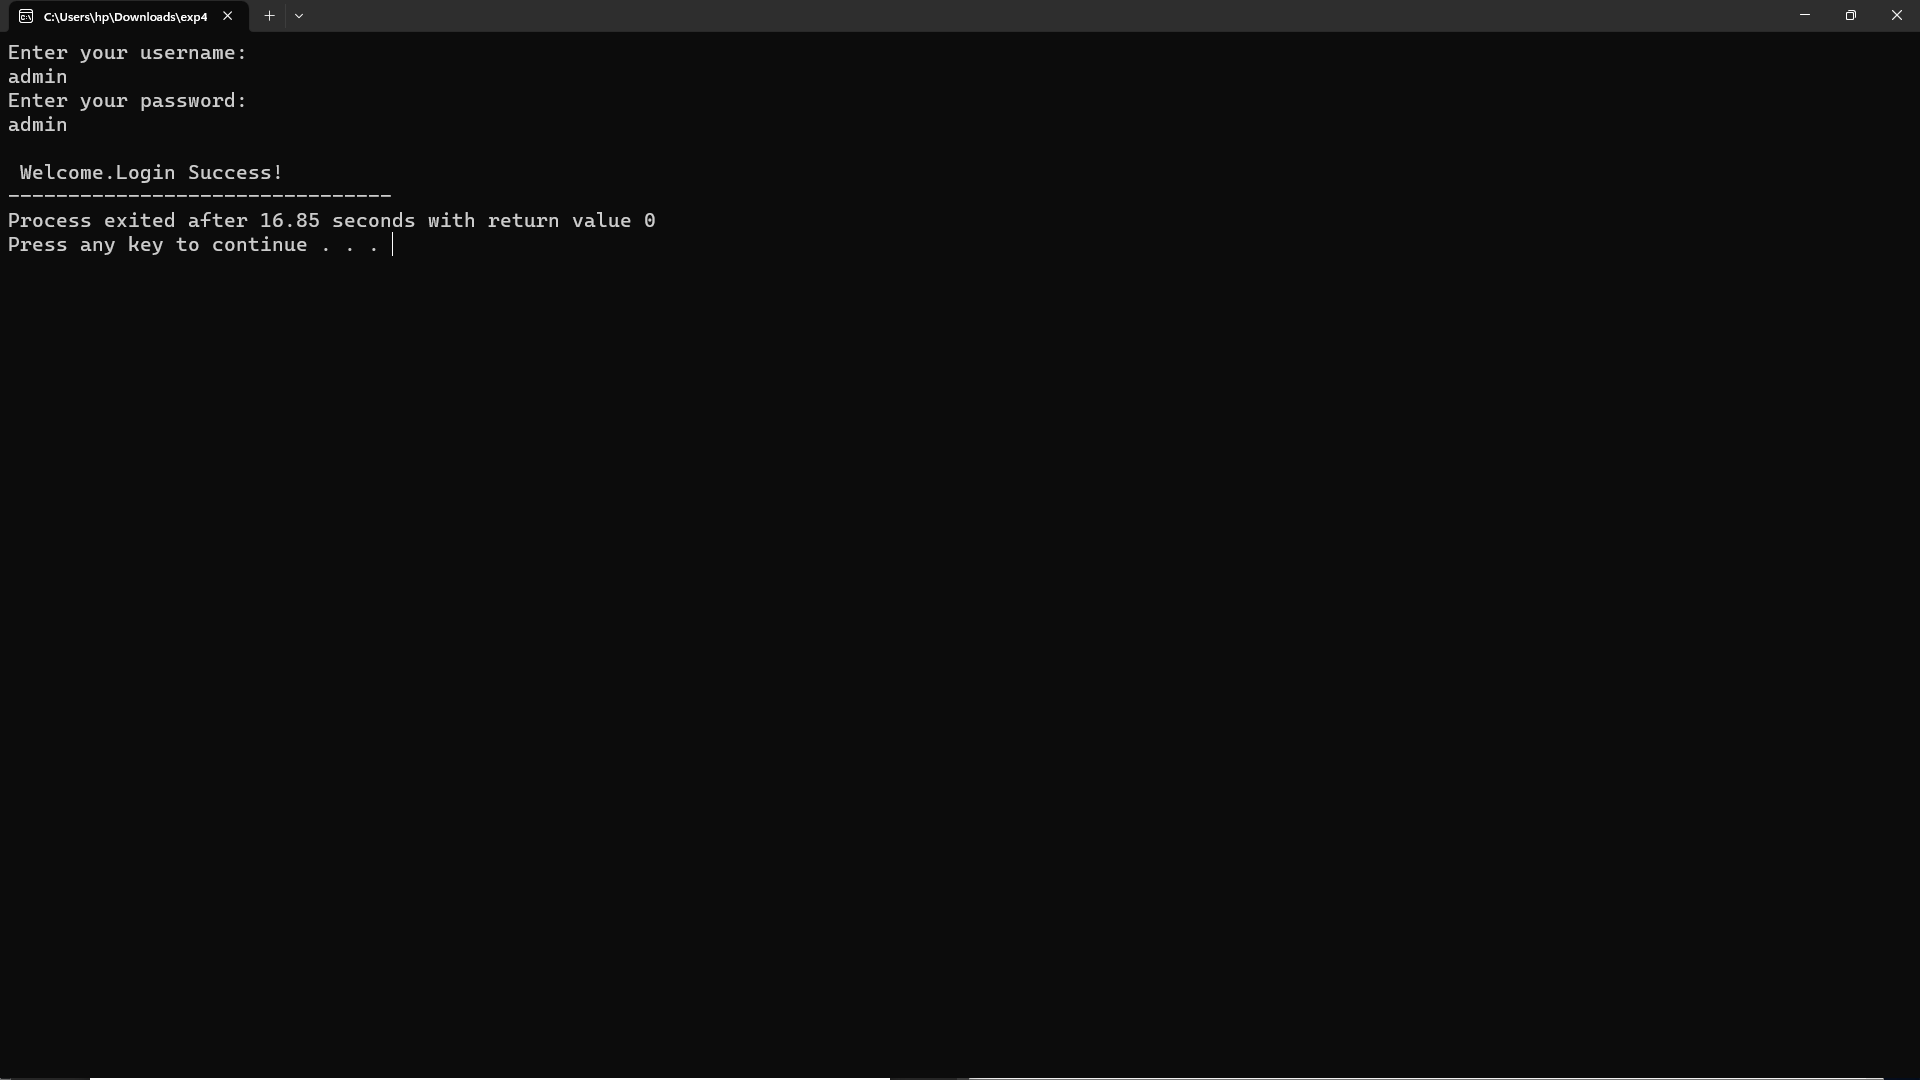 C:\Users\hp\Downloads\exp4
Enter your username:
admin
Enter your password:
admin
Welcome.Login Success!
--------------------------------
Process exited after 16.85 seconds with return value 0
Press any key to continue . . .